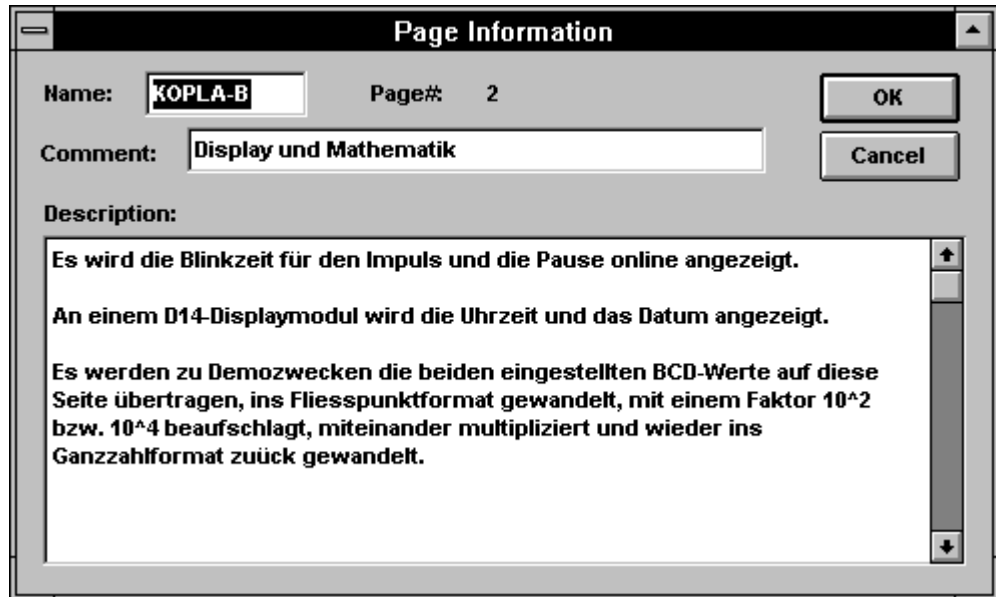 Page Information
Name: KOPLA-B Page#: 2 OK
Comment: Display und Mathematik Cancel
Description:
Es wird die Blinkzeit für den Impuls und die Pause online angezeigt.
An einem D14-Displaymodul wird die Uhrzeit und das Datum angezeigt.
Es werden zu Demozwecken die beiden eingestellten BCD-Werte auf diese
Seite übertragen, ins Fliesspunktformat gewandelt, mit einem Faktor 10^2
bzw. 10^4 beaufschlagt, miteinander multipliziert und wieder ins
Ganzzahlformat zuück gewandelt.